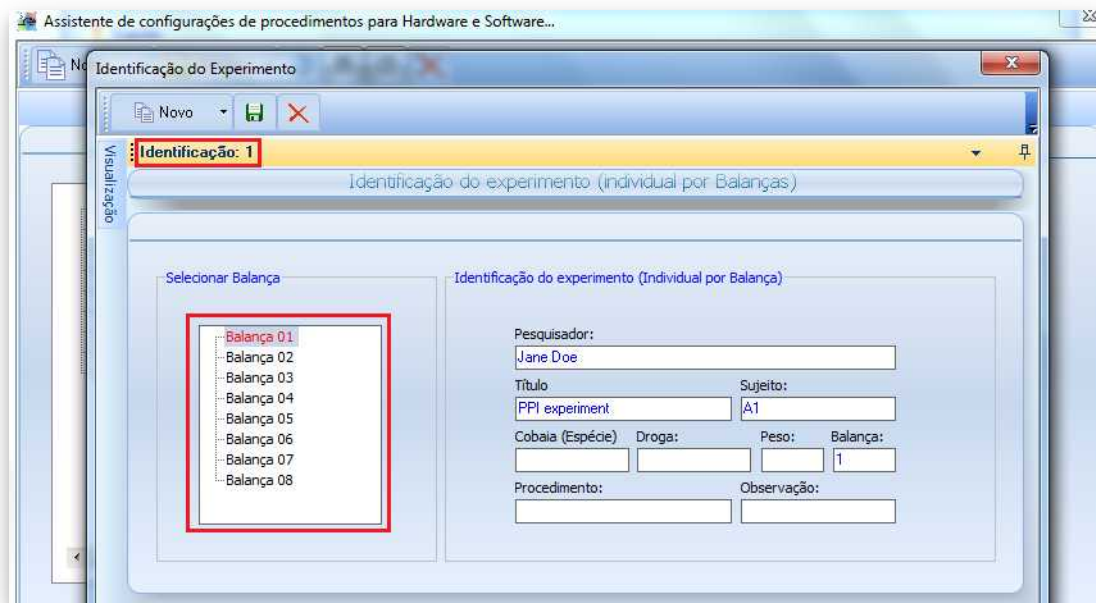 Assistente de configurações de procedimentos para Hardware e Software...
Identificação do Experimento
Novo
Identificação: 1
Visualização
Identificação do experimento (individual por Balanças)
Selecionar Balança
Identificação do experimento (Individual por Balança)
Balança 01
Balança 02
Balança 03
Balança 04
Balança 05
Balança 06
Balança 07
Balança 08
Pesquisador:
Jane Doe
Título Sujeito:
PPI experiment A1
Cobaia (Espécie) Droga: Peso: Balança:
1
Procedimento: Observação: